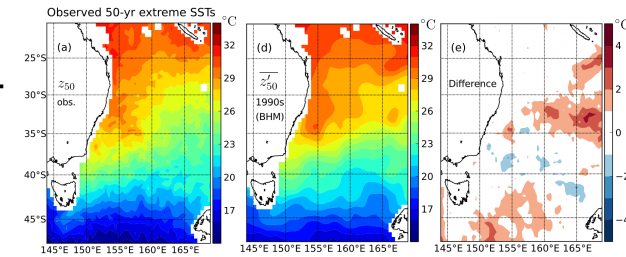 Observed 50-yr extreme SSTs
°C
°C
°C
(a)
z50
obs.
(d)
z′50
1990s
(BHM)
(e)
Difference
25°S
30°S
35°S
40°S
45°S
145°E 150°E 155°E 160°E 165°E
145°E 150°E 155°E 160°E 165°E
145°E 150°E 155°E 160°E 165°E
32
29
26
23
20
17
32
29
26
23
20
17
4
2
0
−2
−4